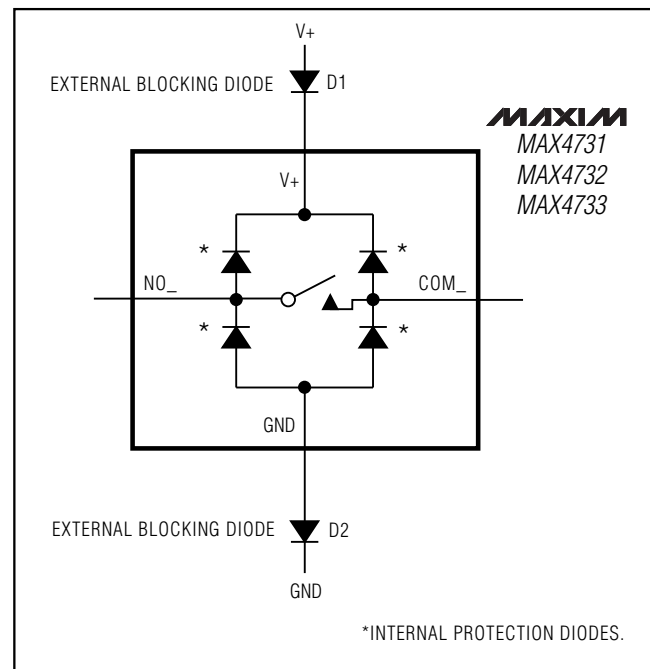 V+
EXTERNAL BLOCKING DIODE D1
MAXIM
MAX4731
MAX4732
MAX4733
V+
* *
NO_ COM_
* *
GND
EXTERNAL BLOCKING DIODE D2
GND
*INTERNAL PROTECTION DIODES.